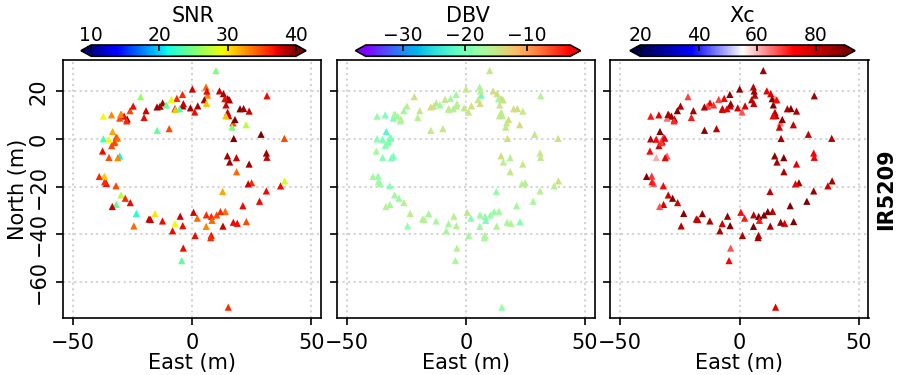 SNR DBV Xc
10 20 30 40 −30 −20 −10 20 40 60 80
20
0
−20
−40
−60
North (m)
IR5209
−50 0 50 −50 0 50 −50 0 50
East (m) East (m) East (m)